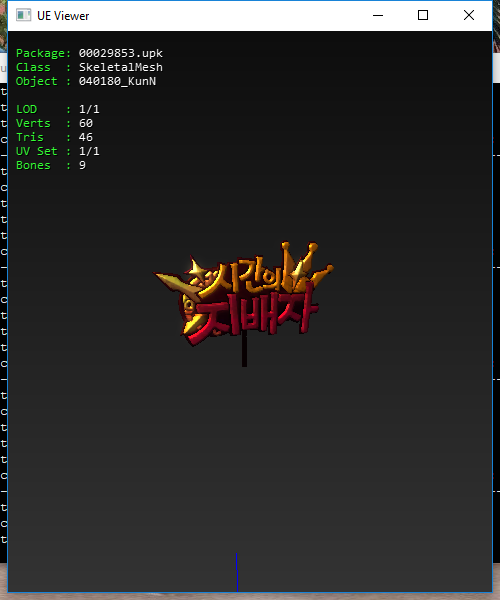 UE Viewer
Package: 00029853.upk
Class : SkeletalMesh
Object : 040180_KunN
LOD : 1/1
Verts : 60
Tris : 46
UV Set : 1/1
Bones : 9
시간의
지배자